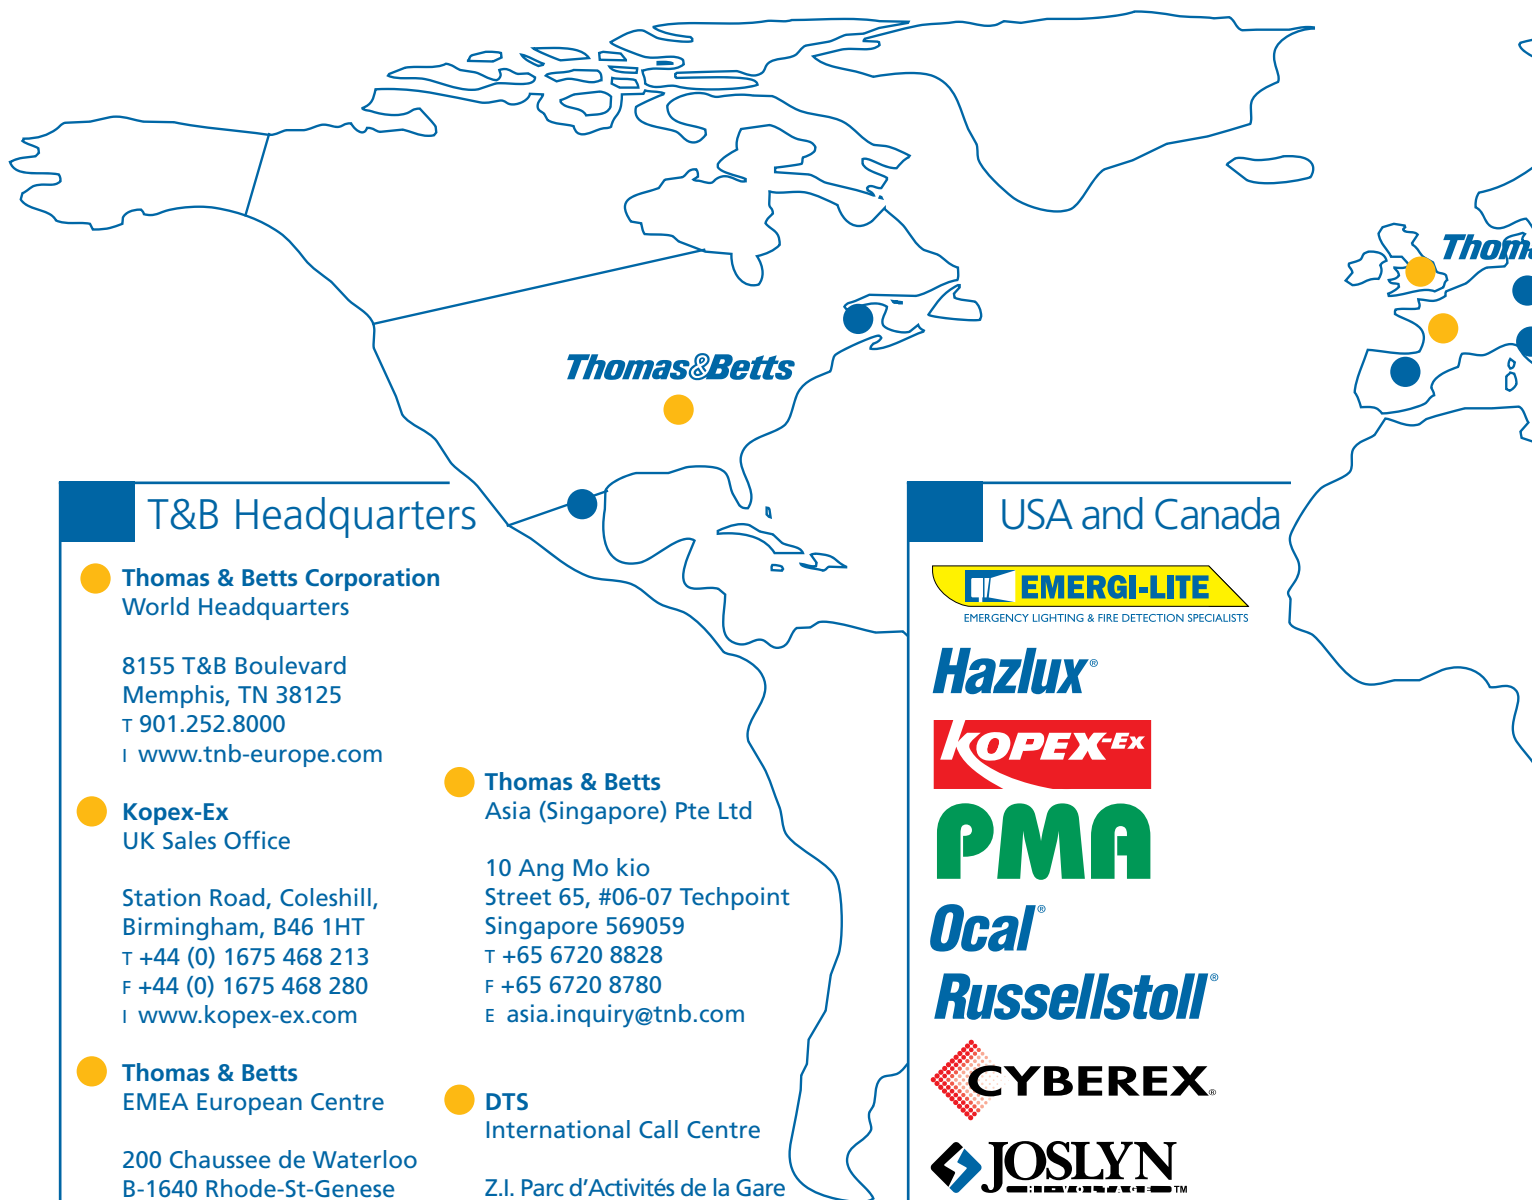 Thomas&Betts
Thoma
T&B Headquarters
Thomas & Betts Corporation
World Headquarters
8155 T&B Boulevard
Memphis, TN 38125
T 901.252.8000
I www.tnb-europe.com
Kopex-Ex
UK Sales Office
Station Road, Coleshill,
Birmingham, B46 1HT
T +44 (0) 1675 468 213
F +44 (0) 1675 468 280
I www.kopex-ex.com
Thomas & Betts
EMEA European Centre
200 Chaussee de Waterloo
B-1640 Rhode-St-Genese
Thomas & Betts
Asia (Singapore) Pte Ltd
10 Ang Mo kio
Street 65, #06-07 Techpoint
Singapore 569059
T +65 6720 8828
F +65 6720 8780
E asia.inquiry@tnb.com
DTS
International Call Centre
Z.I. Parc d'Activités de la Gare
USA and Canada
EMERGI-LITE
EMERGENCY LIGHTING & FIRE DETECTION SPECIALISTS
Hazlux®
KOPEX-Ex
PMA
Ocal®
Russellstoll®
CYBEREX®
JOSLYN
HI-VOLTAGE™